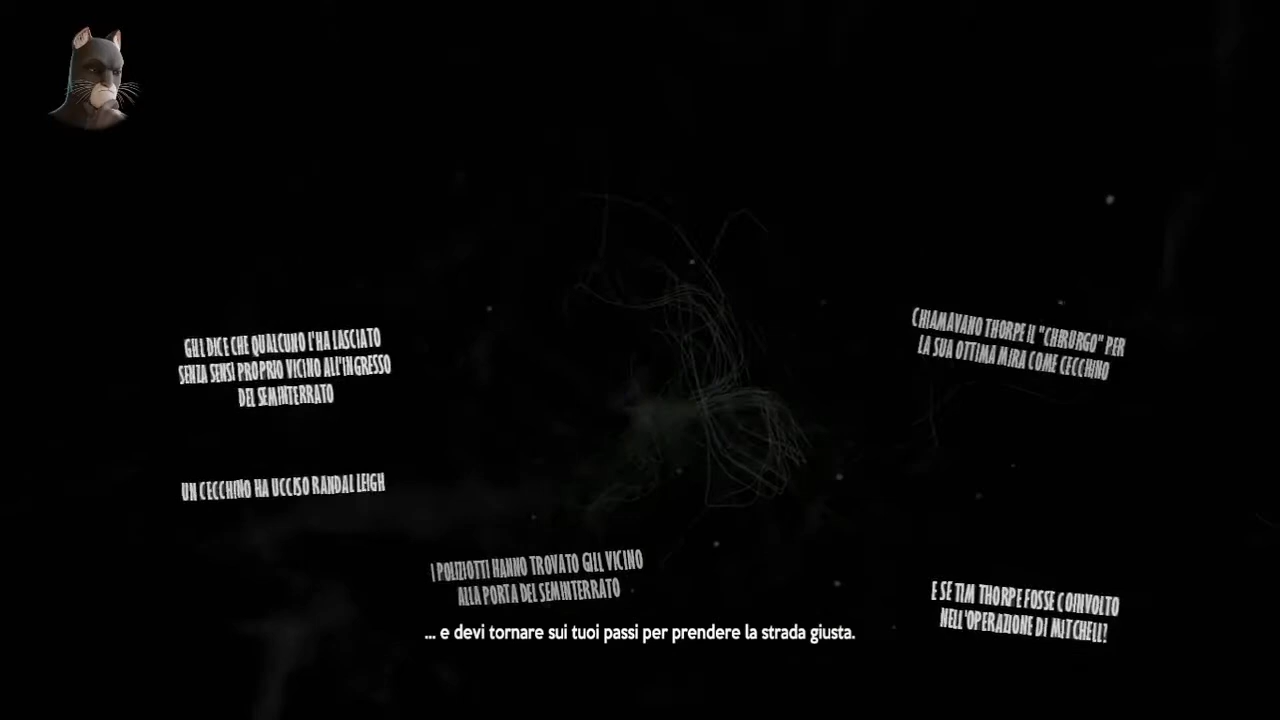 GILL DICE CHE QUALCUNO L'HA LASCIATO
SENZA SENSI PROPRIO VICINO ALL'INGRESSO
DEL SEMINTERRATO
CHIAMAVANO THORPE IL "CHIRURGO" PER
LA SUA OTTIMA MIRA COME CECCHINO
UN CECCHINO HA UCCISO RANDAL LEIGH
I POLIZIOTTI HANNO TROVATO GILL VICINO
ALLA PORTA DEL SEMINTERRATO
E SE TIM THORPE FOSSE COINVOLTO
NELL'OPERAZIONE DI MITCHELL?
... e devi tornare sui tuoi passi per prendere la strada giusta.